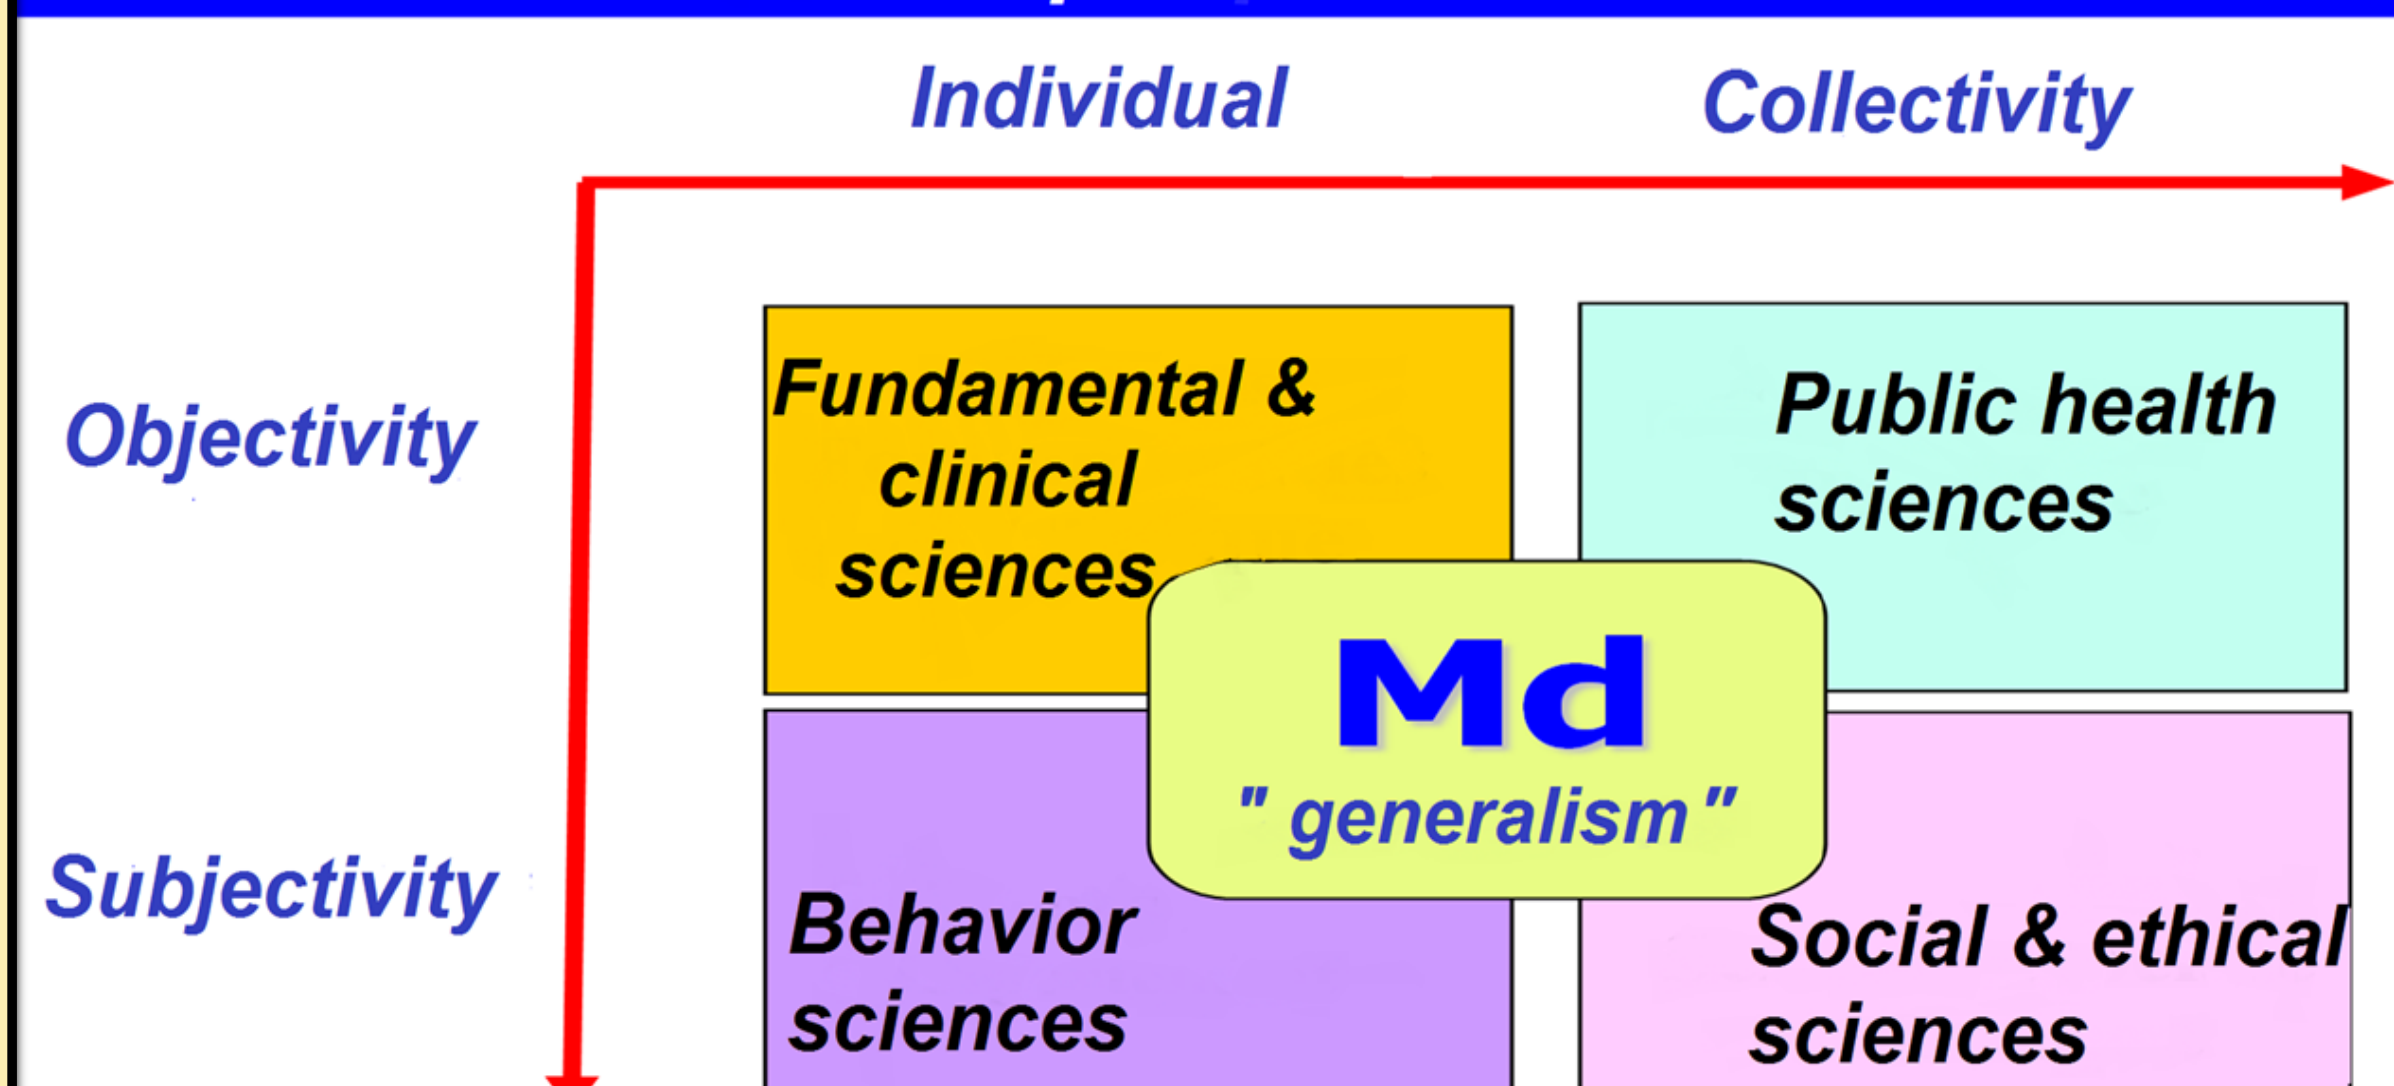 Individual
Collectivity
Objectivity
Fundamental &
clinical
sciences
Public health
sciences
Md
" generalism"
Subjectivity
Behavior
sciences
Social & ethical
sciences